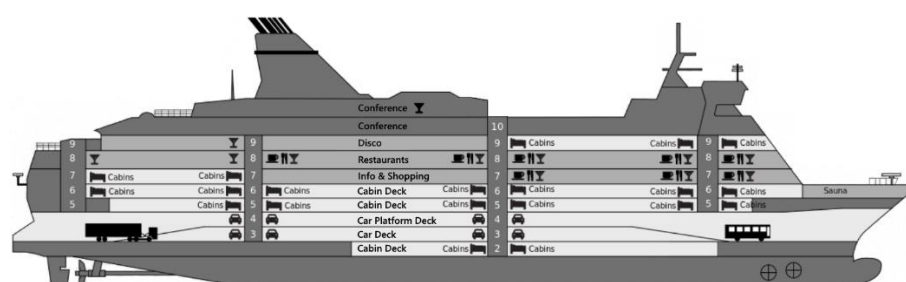 Conference
Conference 10
9 9 Disco 9 Cabins Cabins 9 Cabins
8 8 Restaurants 8 8
7 Cabins Cabins 7 Info & Shopping 7 7
6 Cabins Cabins 6 Cabins Cabin Deck Cabins 6 Cabins Cabins 6 Cabins Sauna
5 Cabins 5 Cabins Cabin Deck Cabins 5 Cabins Cabins 5 Cabins
4 Car Platform Deck 4
3 Car Deck 3
Cabin Deck Cabins 2 Cabins